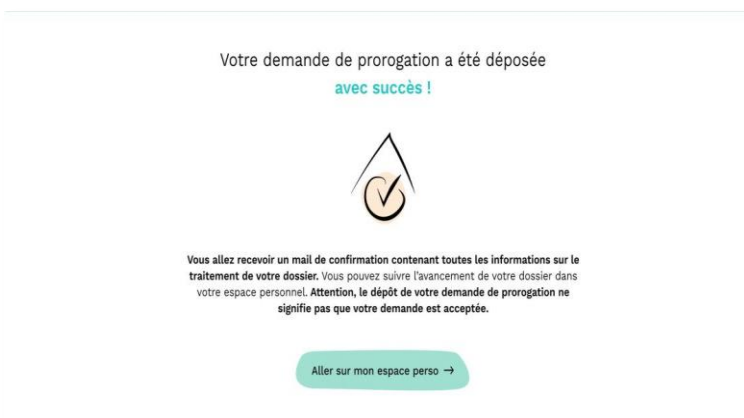 Votre demande de prorogation a été déposée
avec succès !
Vous allez recevoir un mail de confirmation contenant toutes les informations sur le
traitement de votre dossier. Vous pouvez suivre l'avancement de votre dossier dans
votre espace personnel. Attention, le dépôt de votre demande de prorogation ne
signifie pas que votre demande est acceptée.
Aller sur mon espace perso →